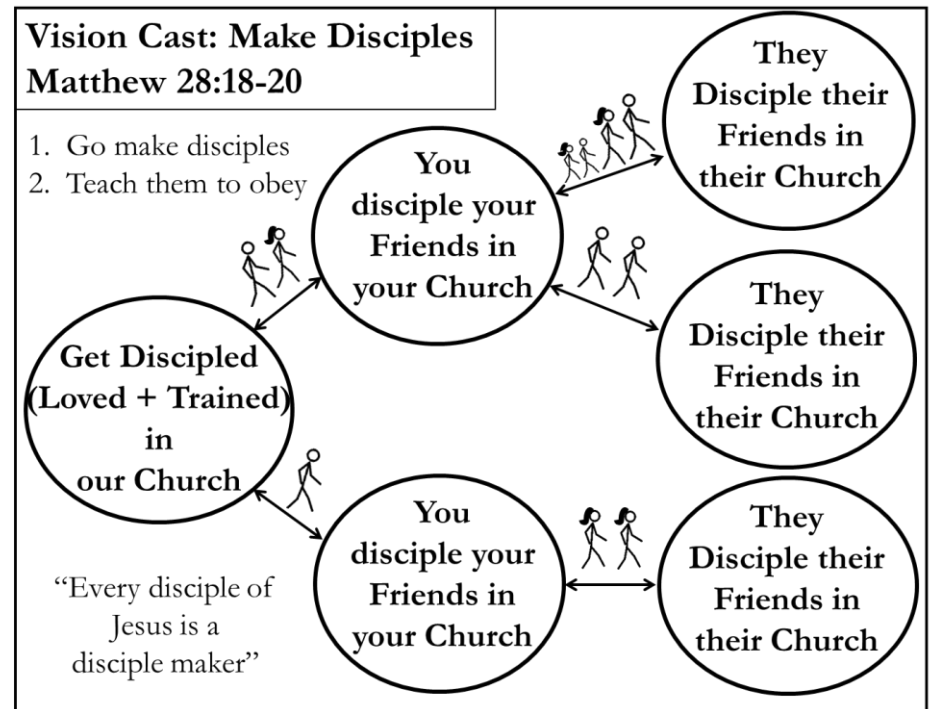 Vision Cast: Make Disciples
Matthew 28:18-20
1. Go make disciples
2. Teach them to obey
Get Discipled
(Loved + Trained)
in
our Church
You
disciple your
Friends in
your Church
They
Disciple their
Friends in
their Church
They
Disciple their
Friends in
their Church
You
disciple your
Friends in
your Church
They
Disciple their
Friends in
their Church
“Every disciple of
Jesus is a
disciple maker”